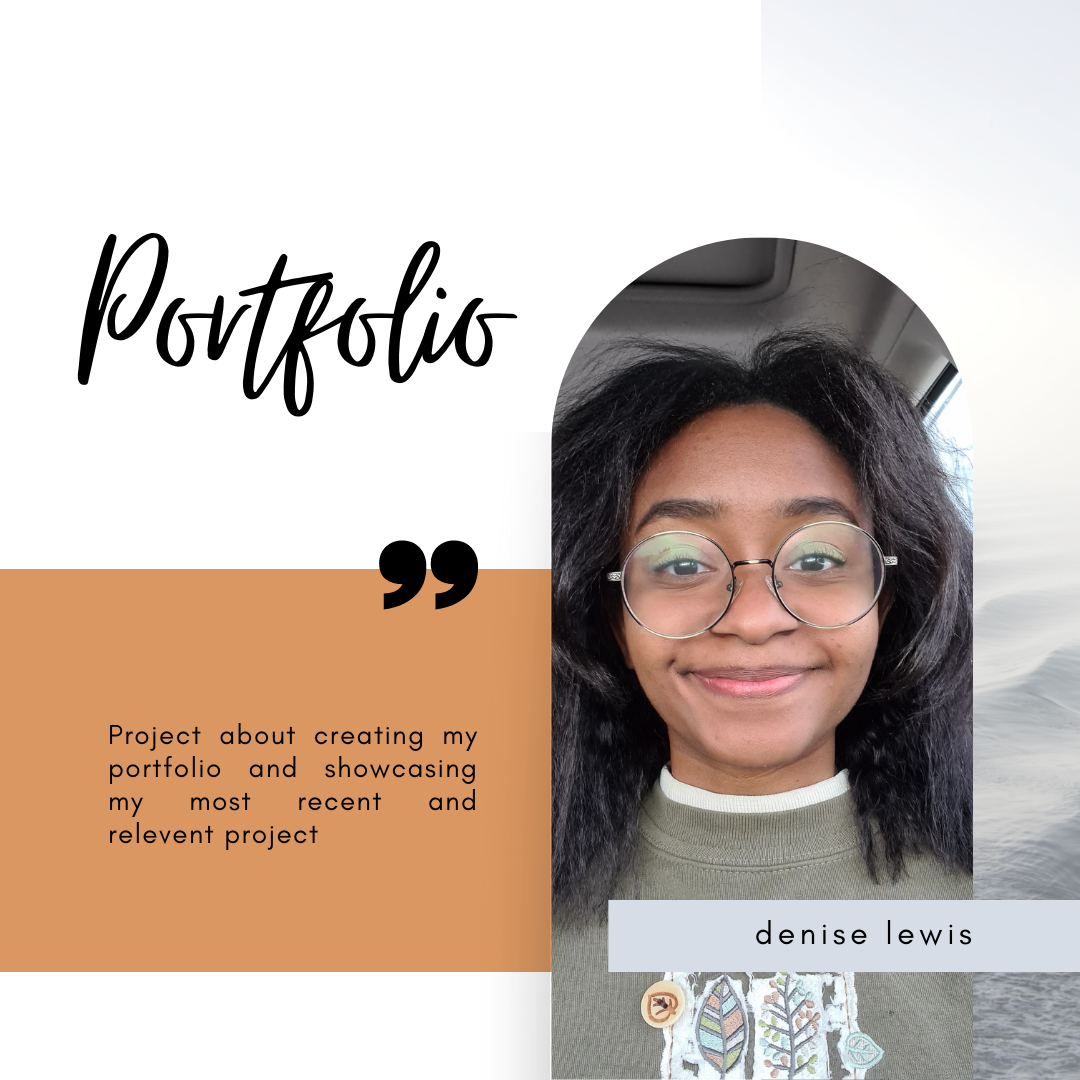 Portfolio
”
Project about creating my
portfolio and showcasing
my most recent and
relevent project
denise lewis